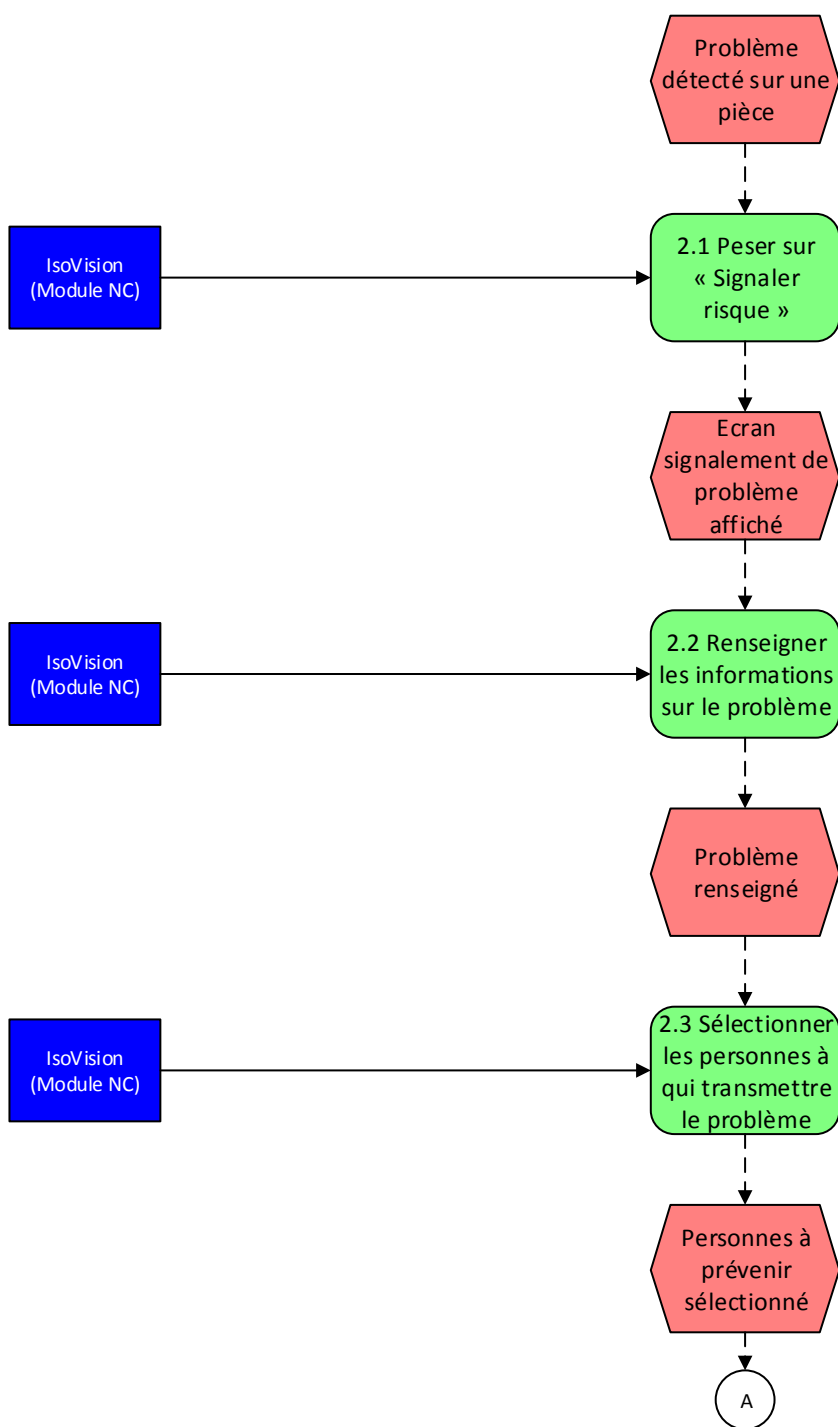 Problème
détecté sur une
pièce
IsoVision
(Module NC)
2.1 Peser sur
« Signaler
risque »
Ecran
signalement de
problème
affiché
IsoVision
(Module NC)
2.2 Renseigner
les informations
sur le problème
Problème
renseigné
IsoVision
(Module NC)
2.3 Sélectionner
les personnes à
qui transmettre
le problème
Personnes à
prévenir
sélectionné
A